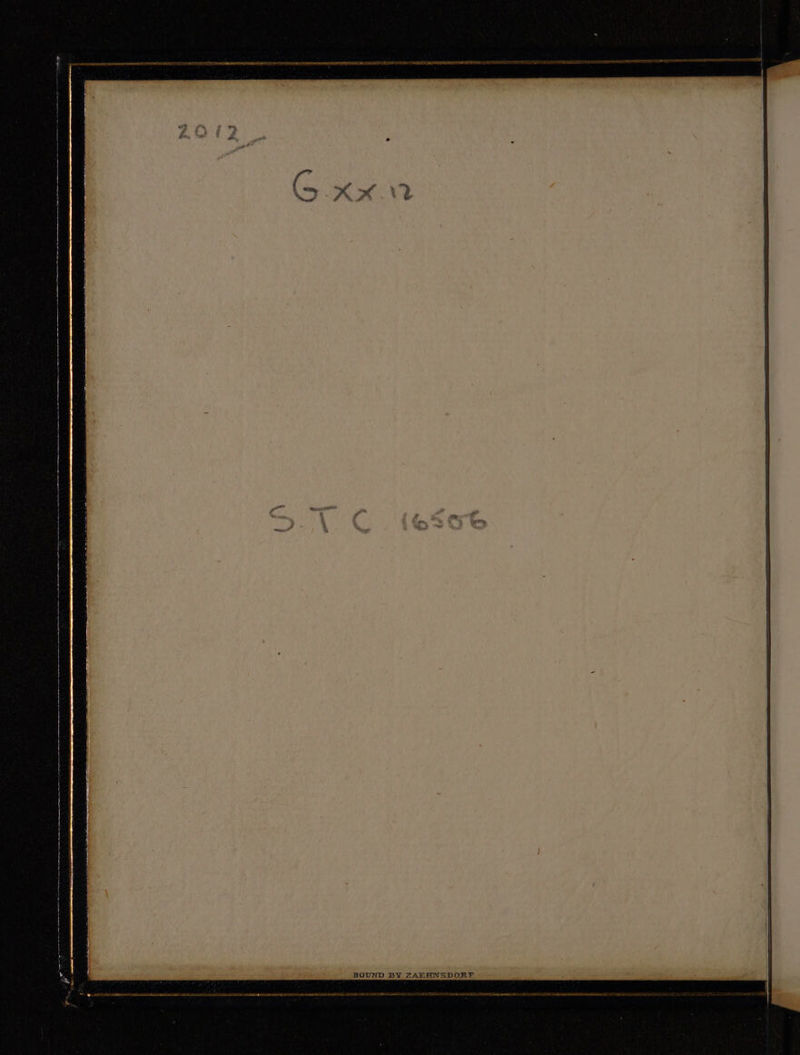 2012
G.xx.12
S.T.C. 16506
BOUND BY ZAEHNSDORF